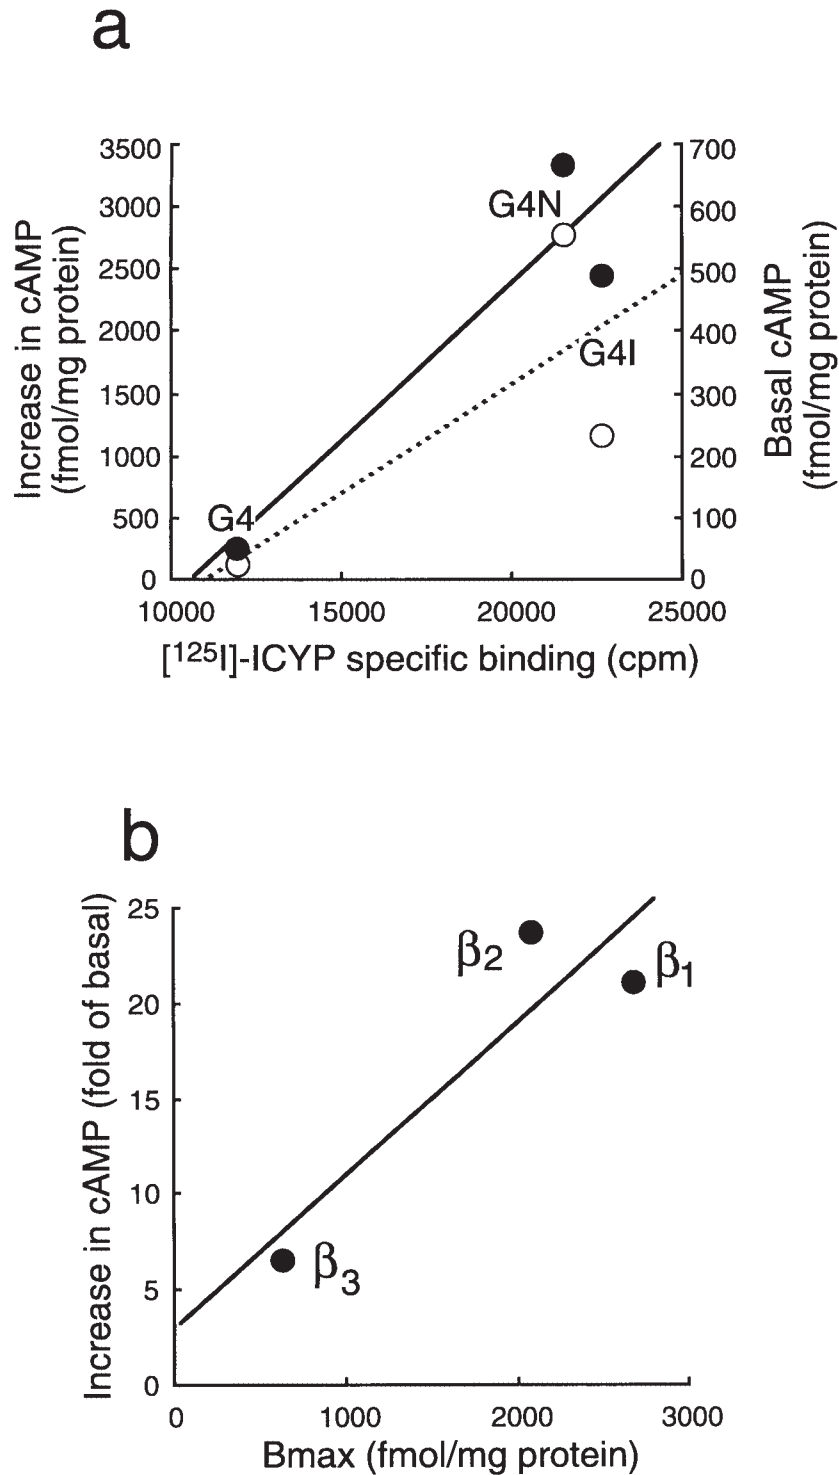 a
Increase in cAMP
(fmol/mg protein)
3500
3000
2500
2000
1500
1000
500
0
G4N
G4I
G4
700
600
500
400
300
200
100
0
Basal cAMP
(fmol/mg protein)
10000 15000 20000 25000
[125I]-ICYP specific binding (cpm)
b
Increase in cAMP (fold of basal)
25
20
15
10
5
0
β2
β1
β3
0 1000 2000 3000
Bmax (fmol/mg protein)